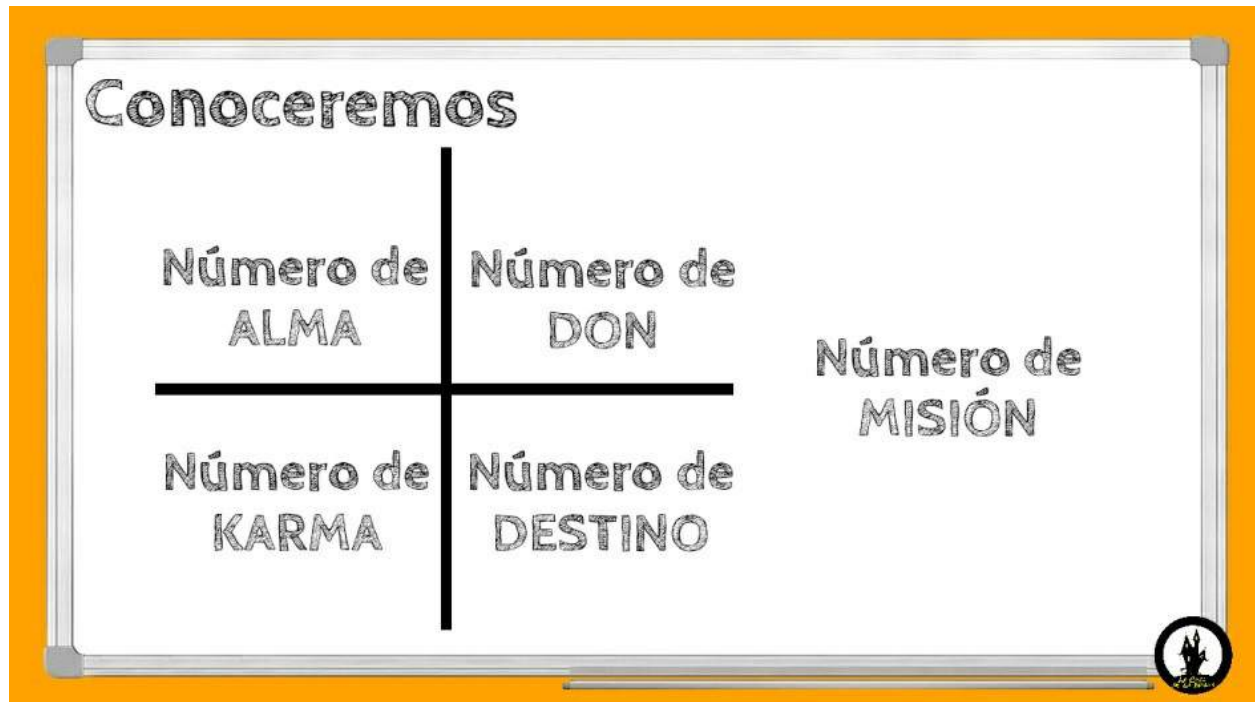 Conoceremos
Número de
ALMA
Número de
DON
Número de
KARMA
Número de
DESTINO
Número de
MISIÓN